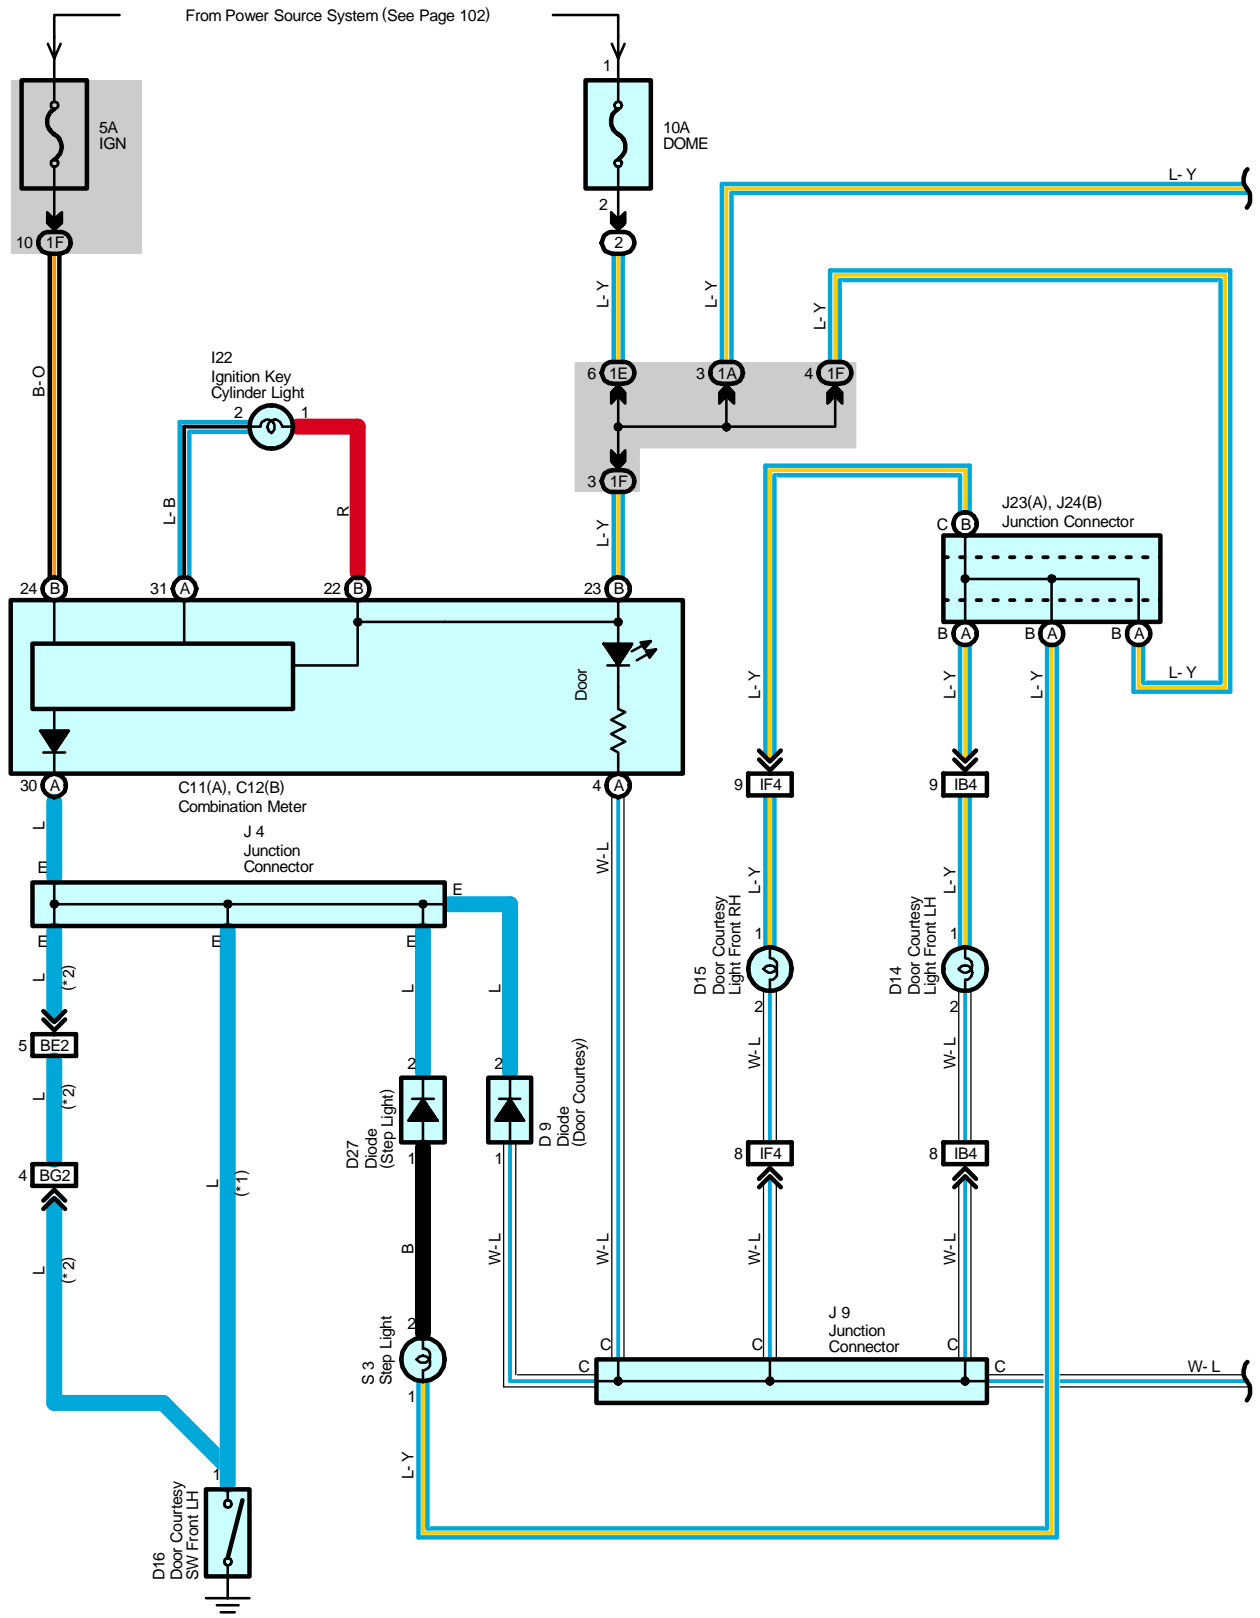 From Power Source System (See Page 102)
1
5A
IGN
10A
DOME
2
10 1F
2
L-Y
L-Y
L-Y
L-Y
B-O
I22
Ignition Key
Cylinder Light
2 1
6 1E
3 1A
4 1F
3 1F
L-B
R
L-Y
C B
J23(A), J24(B)
Junction Connector
24 B
31 A
22 B
23 B
B A
B A
B A
Door
L-Y
L-Y
L-Y
L-Y
30 A
C11(A), C12(B)
Combination Meter
4 A
9 IF4
9 IB4
L
J 4
Junction
Connector
W-L
L-Y
L-Y
E
E
E
E
E
L
(*2)
L
L
D15
Door Courtesy
Light Front RH
1
2
D14
Door Courtesy
Light Front LH
1
2
5 BE2
L
(*2)
2
D27
Diode
(Step Light)
1
2
D 9
Diode
(Door Courtesy)
1
W-L
W-L
4 BG2
L
(*1)
8 IF4
8 IB4
L
(*2)
B
W-L
W-L
W-L
W-L
2
S 3
Step Light
1
J 9
Junction
Connector
C
C
C
C
C
W-L
L-Y
1
D16
Door Courtesy
SW Front LH